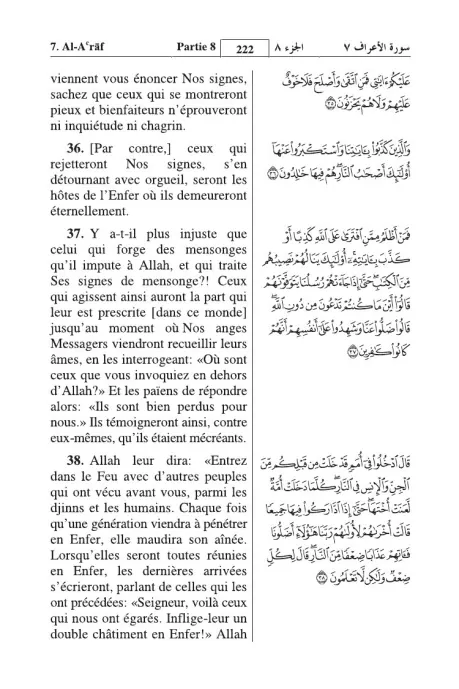 7. Al-Aʿrāf Partie 8 222 الجزء ٨ سورة الأعراف ٧
viennent vous énoncer Nos signes,
sachez que ceux qui se montreront
pieux et bienfaiteurs n’éprouveront
ni inquiétude ni chagrin.
36. [Par contre,] ceux qui
rejetteront Nos signes, s’en
détournant avec orgueil, seront les
hôtes de l’Enfer où ils demeureront
éternellement.
37. Y a-t-il plus injuste que
celui qui forge des mensonges
qu’il impute à Allah, et qui traite
Ses signes de mensonge?! Ceux
qui agissent ainsi auront la part qui
leur est prescrite [dans ce monde]
jusqu’au moment où Nos anges
Messagers viendront recueillir leurs
âmes, en les interrogeant: «Où sont
ceux que vous invoquiez en dehors
d’Allah?» Et les païens de répondre
alors: «Ils sont bien perdus pour
nous.» Ils témoigneront ainsi, contre
eux-mêmes, qu’ils étaient mécréants.
38. Allah leur dira: «Entrez
dans le Feu avec d’autres peuples
qui ont vécu avant vous, parmi les
djinns et les humains. Chaque fois
qu’une génération viendra à pénétrer
en Enfer, elle maudira son aînée.
Lorsqu’elles seront toutes réunies
en Enfer, les dernières arrivées
s’écrieront, parlant de celles qui les
ont précédées: «Seigneur, voilà ceux
qui nous ont égarés. Inflige-leur un
double châtiment en Enfer!» Allah
عَلَيْكُمْ ءَايَٰتِى فَمَنِ ٱتَّقَىٰ وَأَصْلَحَ فَلَا خَوْفٌ
عَلَيْهِمْ وَلَا هُمْ يَحْزَنُونَ ٣٥
وَٱلَّذِينَ كَذَّبُوا۟ بِـَٔايَٰتِنَا وَٱسْتَكْبَرُوا۟ عَنْهَآ
أُو۟لَٰٓئِكَ أَصْحَٰبُ ٱلنَّارِ هُمْ فِيهَا خَٰلِدُونَ ٣٦
فَمَنْ أَظْلَمُ مِمَّنِ ٱفْتَرَىٰ عَلَى ٱللَّهِ كَذِبًا أَوْ
كَذَّبَ بِـَٔايَٰتِهِۦٓ أُو۟لَٰٓئِكَ يَنَالُهُمْ نَصِيبُهُم
مِّنَ ٱلْكِتَٰبِ حَتَّىٰٓ إِذَا جَآءَتْهُمْ رُسُلُنَا يَتَوَفَّوْنَهُمْ
قَالُوٓا۟ أَيْنَ مَا كُنتُمْ تَدْعُونَ مِن دُونِ ٱللَّهِ
قَالُوا۟ ضَلُّوا۟ عَنَّا وَشَهِدُوا۟ عَلَىٰٓ أَنفُسِهِمْ أَنَّهُمْ
كَانُوا۟ كَٰفِرِينَ ٣٧
قَالَ ٱدْخُلُوا۟ فِىٓ أُمَمٍ قَدْ خَلَتْ مِن قَبْلِكُم مِّنَ
ٱلْجِنِّ وَٱلْإِنسِ فِى ٱلنَّارِ كُلَّمَا دَخَلَتْ أُمَّةٌ
لَّعَنَتْ أُخْتَهَا حَتَّىٰٓ إِذَا ٱدَّارَكُوا۟ فِيهَا جَمِيعًا
قَالَتْ أُخْرَىٰهُمْ لِأُولَىٰهُمْ رَبَّنَا هَٰٓؤُلَآءِ أَضَلُّونَا
فَـَٔاتِهِمْ عَذَابًا ضِعْفًا مِّنَ ٱلنَّارِ قَالَ لِكُلٍّ
ضِعْفٌ وَلَٰكِن لَّا تَعْلَمُونَ ٣٨